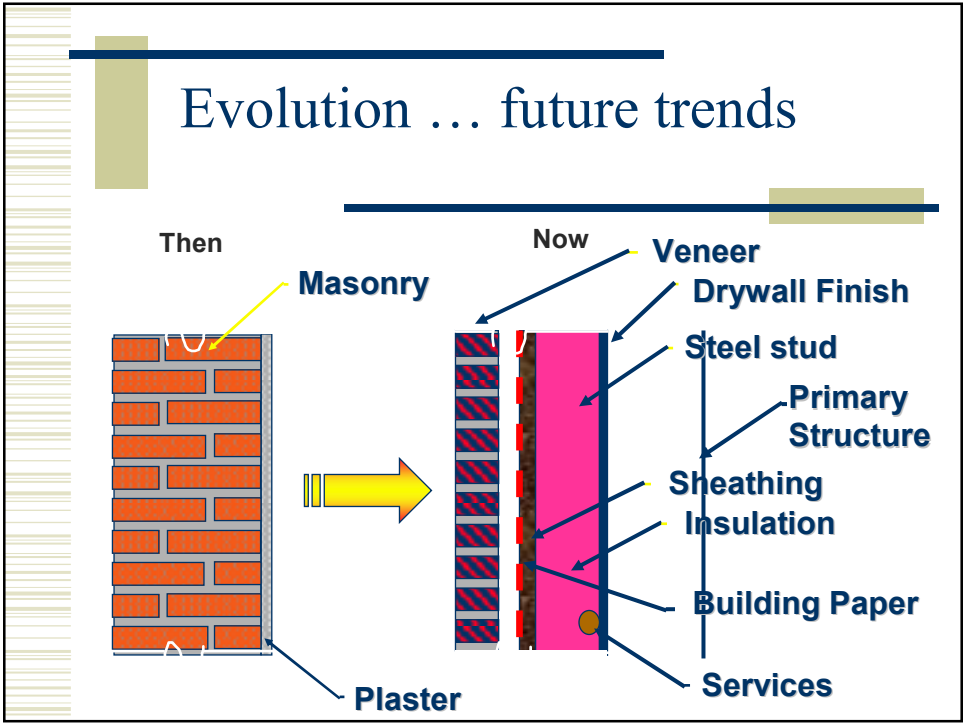 Evolution … future trends
Then
Now
Masonry
Veneer
Drywall Finish
Steel stud
Primary
Structure
Sheathing
Insulation
Building Paper
Services
Plaster